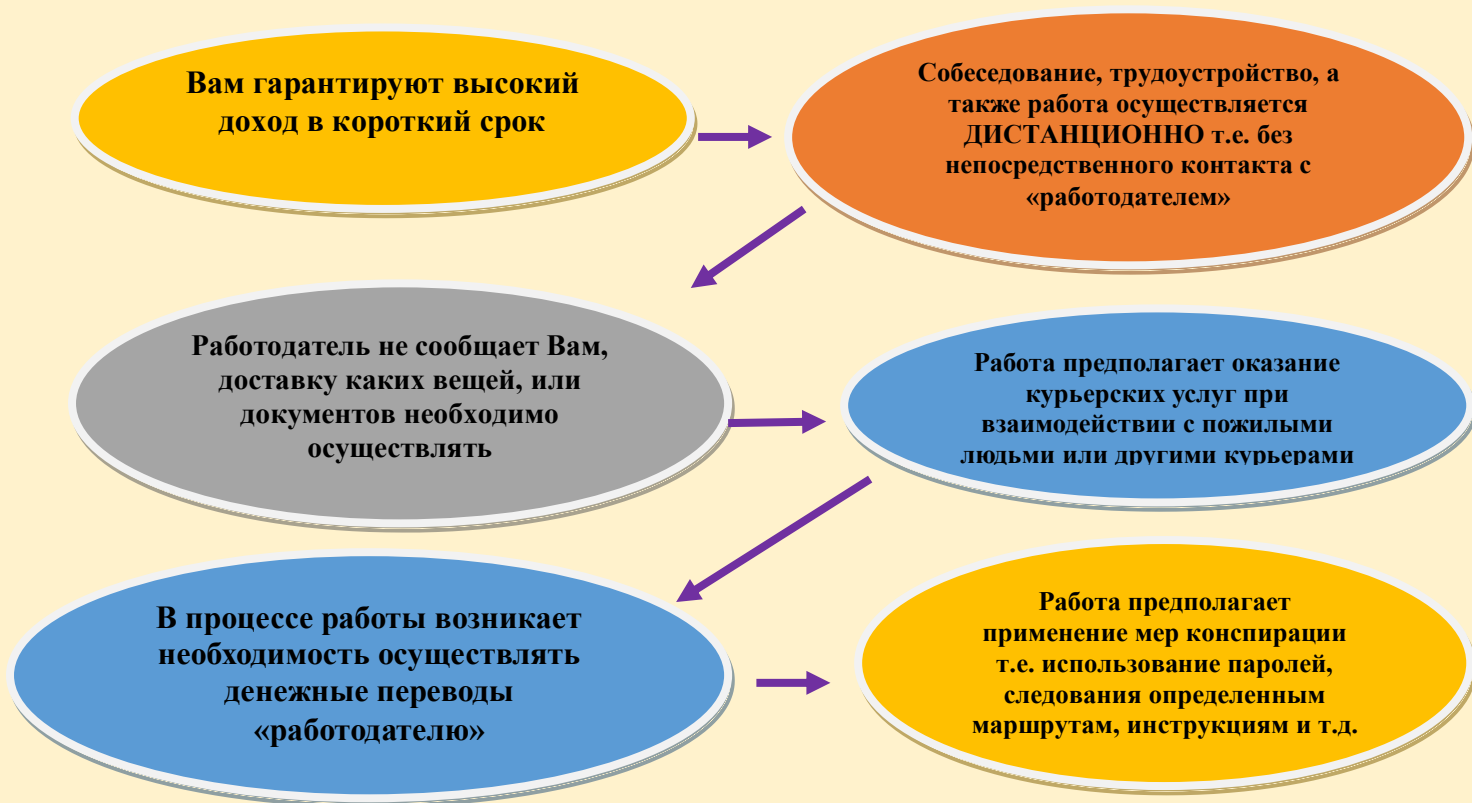 Вам гарантируют высокий
доход в короткий срок
Собеседование, трудоустройство, а
также работа осуществляется
ДИСТАНЦИОННО т.е. без
непосредственного контакта с
«работодателем»
Работодатель не сообщает Вам,
доставку каких вещей, или
документов необходимо
осуществлять
Работа предполагает оказание
курьерских услуг при
взаимодействии с пожилыми
людьми или другими курьерами
В процессе работы возникает
необходимость осуществлять
денежные переводы
«работодателю»
Работа предполагает
применение мер конспирации
т.е. использование паролей,
следования определенным
маршрутам, инструкциям и т.д.